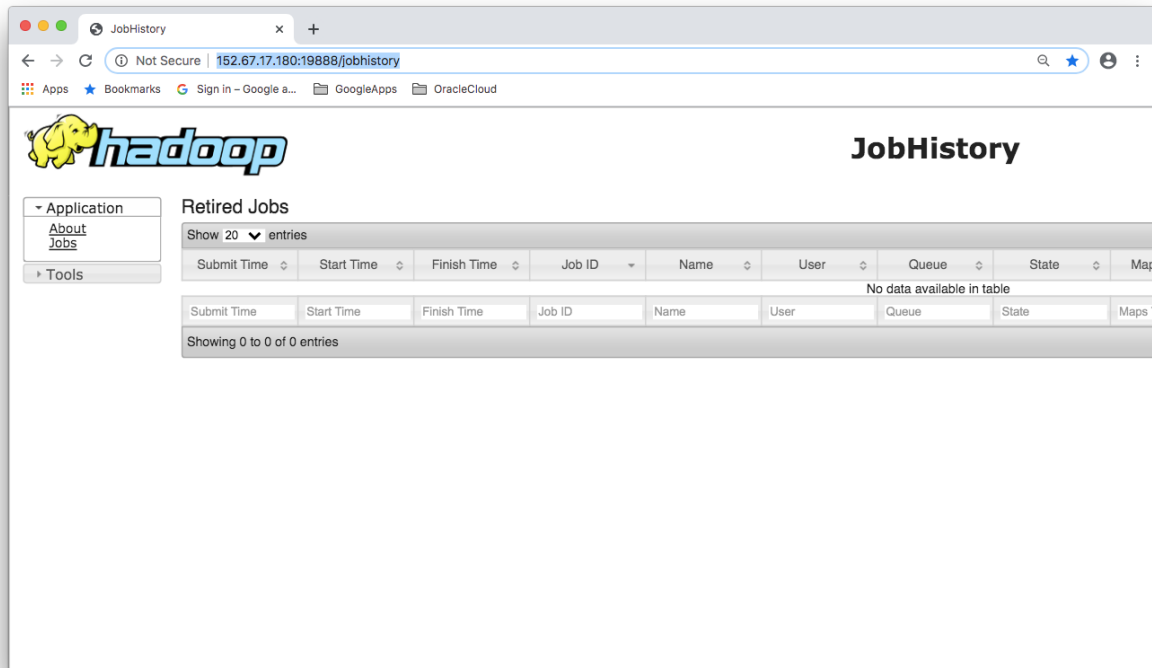 JobHistory
Not Secure 152.67.17.180:19888/jobhistory
Apps Bookmarks Sign in – Google a... GoogleApps OracleCloud
hadoop
JobHistory
Application
About
Jobs
Tools
Retired Jobs
Show 20 entries
Submit Time Start Time Finish Time Job ID Name User Queue State
No data available in table
Submit Time Start Time Finish Time Job ID Name User Queue State Maps
Showing 0 to 0 of 0 entries